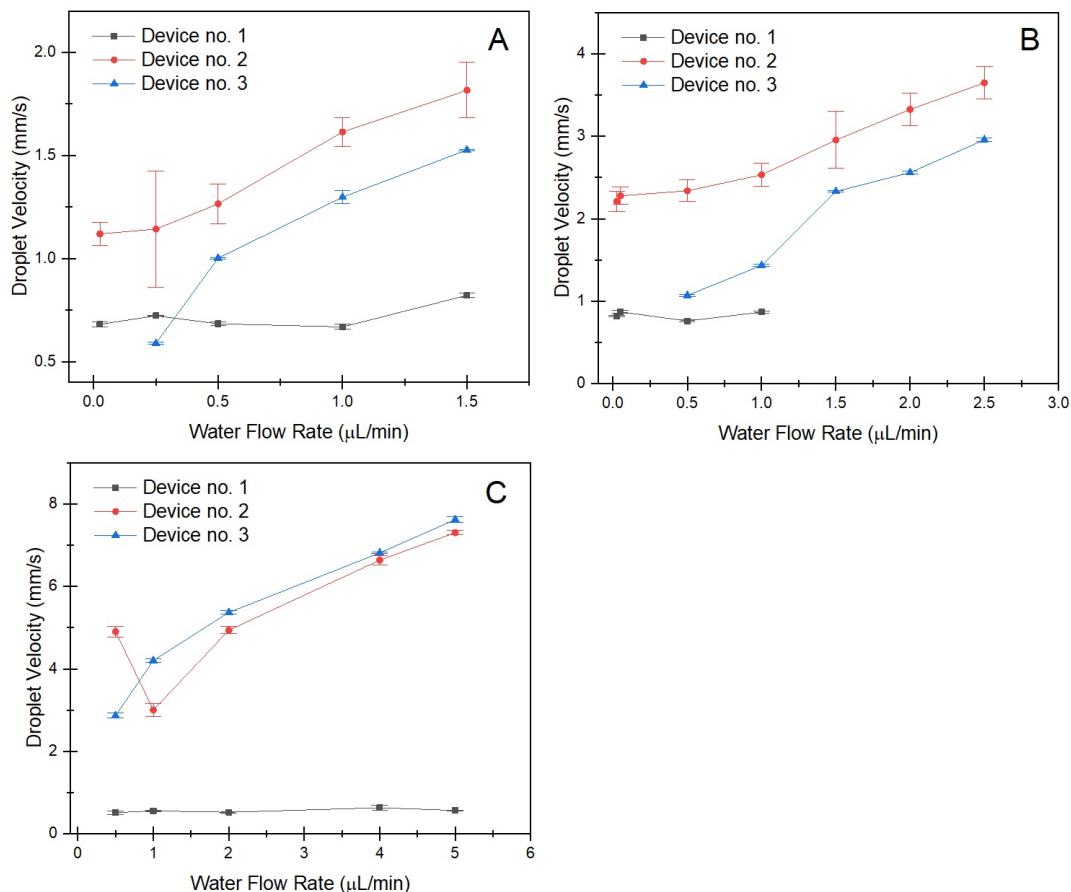 A
Device no. 1
Device no. 2
Device no. 3
2.0
1.5
1.0
0.5
Droplet Velocity (mm/s)
0.0 0.5 1.0 1.5
Water Flow Rate (μL/min)
B
Device no. 1
Device no. 2
Device no. 3
4
3
2
1
0
Droplet Velocity (mm/s)
0.0 0.5 1.0 1.5 2.0 2.5 3.0
Water Flow Rate (μL/min)
C
Device no. 1
Device no. 2
Device no. 3
8
6
4
2
0
Droplet Velocity (mm/s)
1 2 3 4 5 6
Water Flow Rate (μL/min)